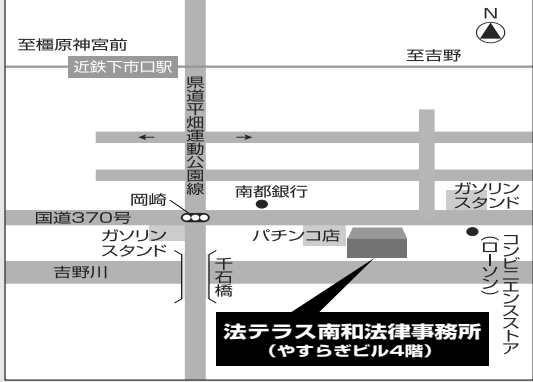 N
至橿原神宮前
至吉野
近鉄下市口駅
県道平畑運動公園線
←
→
岡崎
南都銀行
ガソリン
スタンド
国道370号
ガソリン
スタンド
パチンコ店
コンビニエンスストア
(ローソン)
吉野川
千石橋
法テラス南和法律事務所
(やすらぎビル4階)